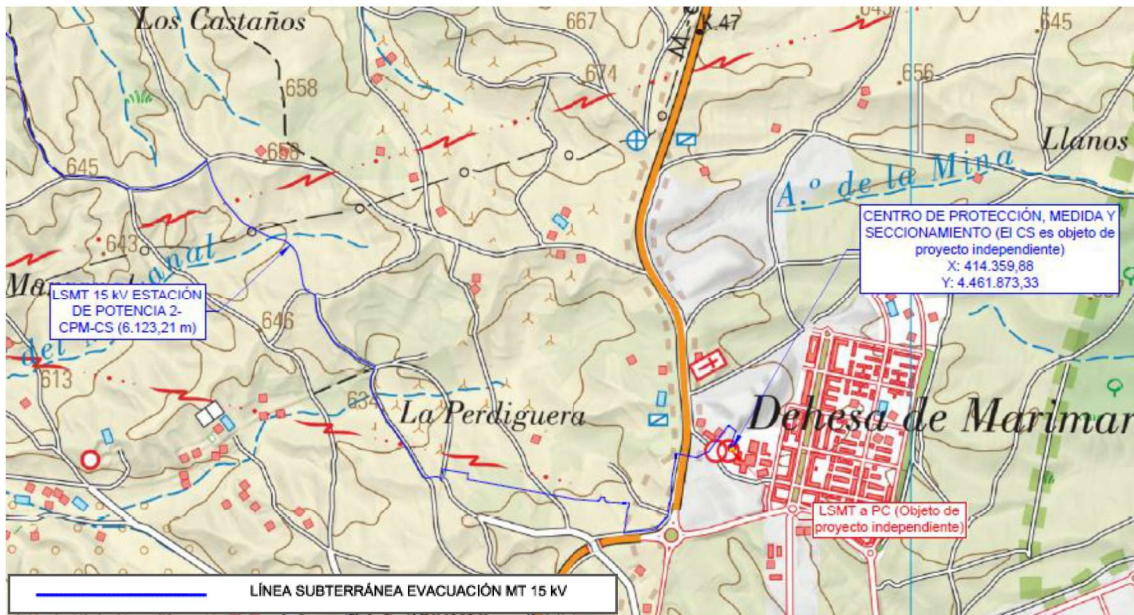 Los Castaños
667
K.47
645
645
658
674
656
Llanos
658
A.º de la Mina
645
643
LSMT 15 kV ESTACIÓN
DE POTENCIA 2-
CPM-CS (6.123,21 m)
CENTRO DE PROTECCIÓN, MEDIDA Y
SECCIONAMIENTO (El CS es objeto de
proyecto independiente)
X: 414.359,88
Y: 4.461.873,33
646
del
613
634
La Perdiguera
Dehesa de Marimar
LSMT a PC (Objeto de
proyecto independiente)
LÍNEA SUBTERRÁNEA EVACUACIÓN MT 15 kV